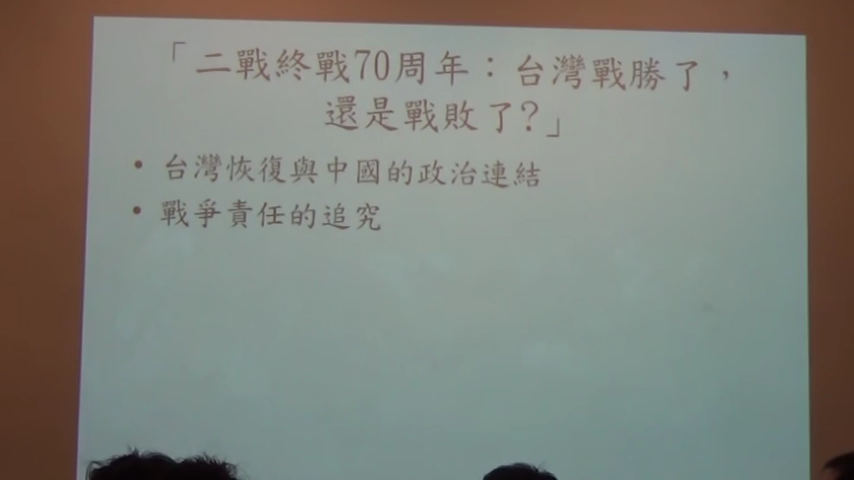 「二戰終戰70周年：台灣戰勝了，
還是戰敗了?」
• 台灣恢復與中國的政治連結
• 戰爭責任的追究